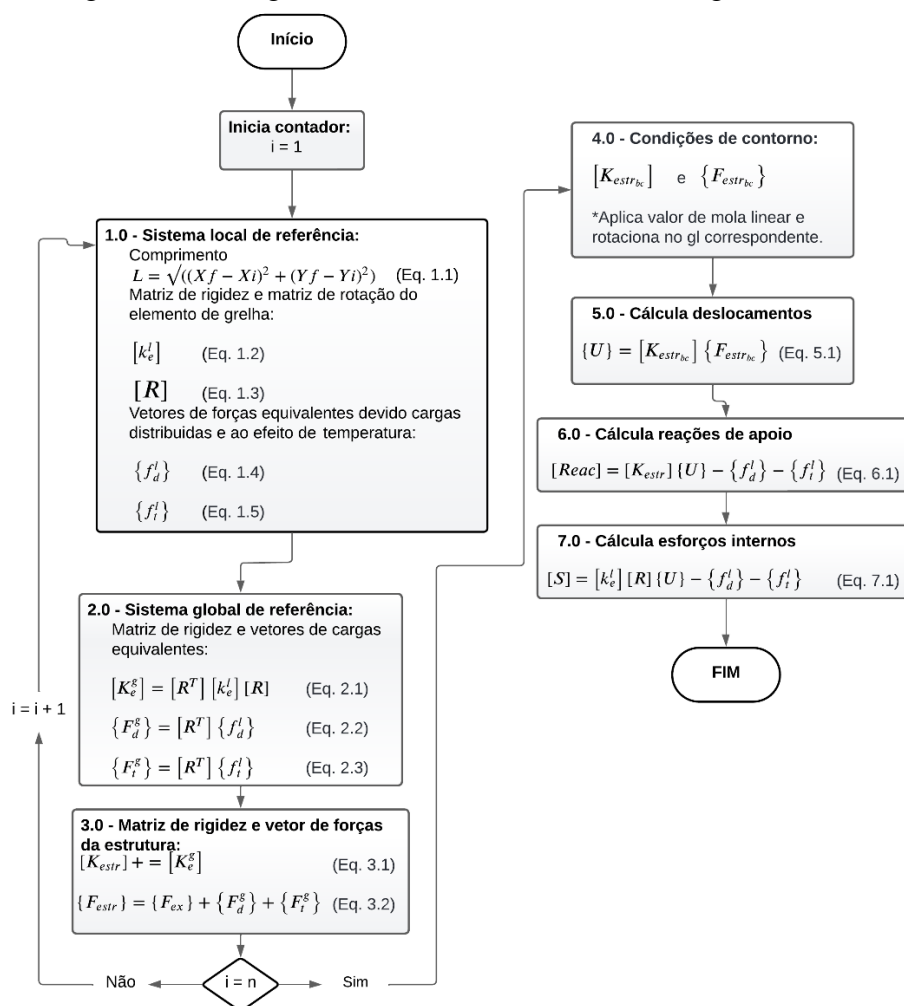 Início
Inicia contador:
i = 1
1.0 - Sistema local de referência:
Comprimento
L = √((Xf − Xi)² + (Yf − Yi)²) (Eq. 1.1)
Matriz de rigidez e matriz de rotação do
elemento de grelha:
[k_e^l] (Eq. 1.2)
[R] (Eq. 1.3)
Vetores de forças equivalentes devido cargas
distribuidas e ao efeito de temperatura:
{f_d^l} (Eq. 1.4)
{f_t^l} (Eq. 1.5)
2.0 - Sistema global de referência:
Matriz de rigidez e vetores de cargas
equivalentes:
[K_e^g] = [R^T] [k_e^l] [R] (Eq. 2.1)
{F_d^g} = [R^T] {f_d^l} (Eq. 2.2)
{F_t^g} = [R^T] {f_t^l} (Eq. 2.3)
i = i + 1
3.0 - Matriz de rigidez e vetor de forças
da estrutura:
[K_estr] + = [K_e^g] (Eq. 3.1)
{F_estr} = {F_ex} + {F_d^g} + {F_t^g} (Eq. 3.2)
Não
i = n
Sim
4.0 - Condições de contorno:
[K_estr_bc] e {F_estr_bc}
*Aplica valor de mola linear e
rotaciona no gl correspondente.
5.0 - Cálcula deslocamentos
{U} = [K_estr_bc] {F_estr_bc} (Eq. 5.1)
6.0 - Cálcula reações de apoio
[Reac] = [K_estr] {U} − {f_d^l} − {f_t^l} (Eq. 6.1)
7.0 - Cálcula esforços internos
[S] = [k_e^l] [R] {U} − {f_d^l} − {f_t^l} (Eq. 7.1)
FIM